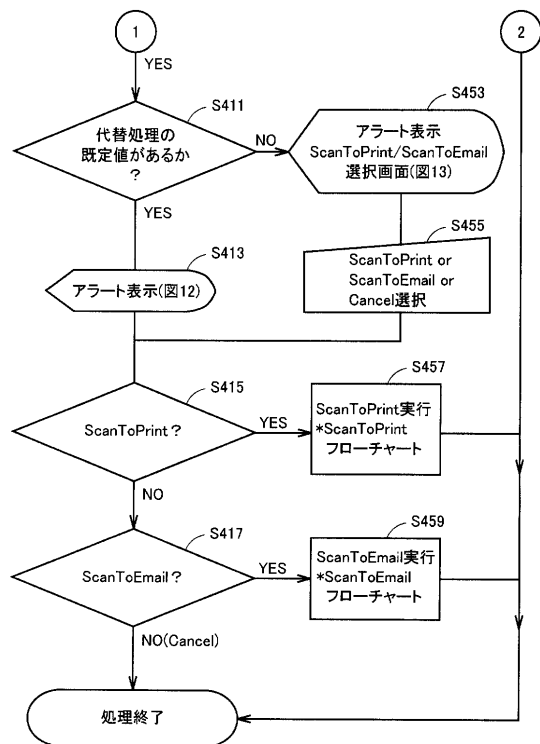 1
2
YES
S411
代替処理の
既定値があるか
?
NO
YES
S453
アラート表示
ScanToPrint/ScanToEmail
選択画面(図13)
S455
ScanToPrint or
ScanToEmail or
Cancel選択
S413
アラート表示(図12)
S415
ScanToPrint?
YES
NO
S457
ScanToPrint実行
*ScanToPrint
フローチャート
S417
ScanToEmail?
YES
NO(Cancel)
S459
ScanToEmail実行
*ScanToEmail
フローチャート
処理終了